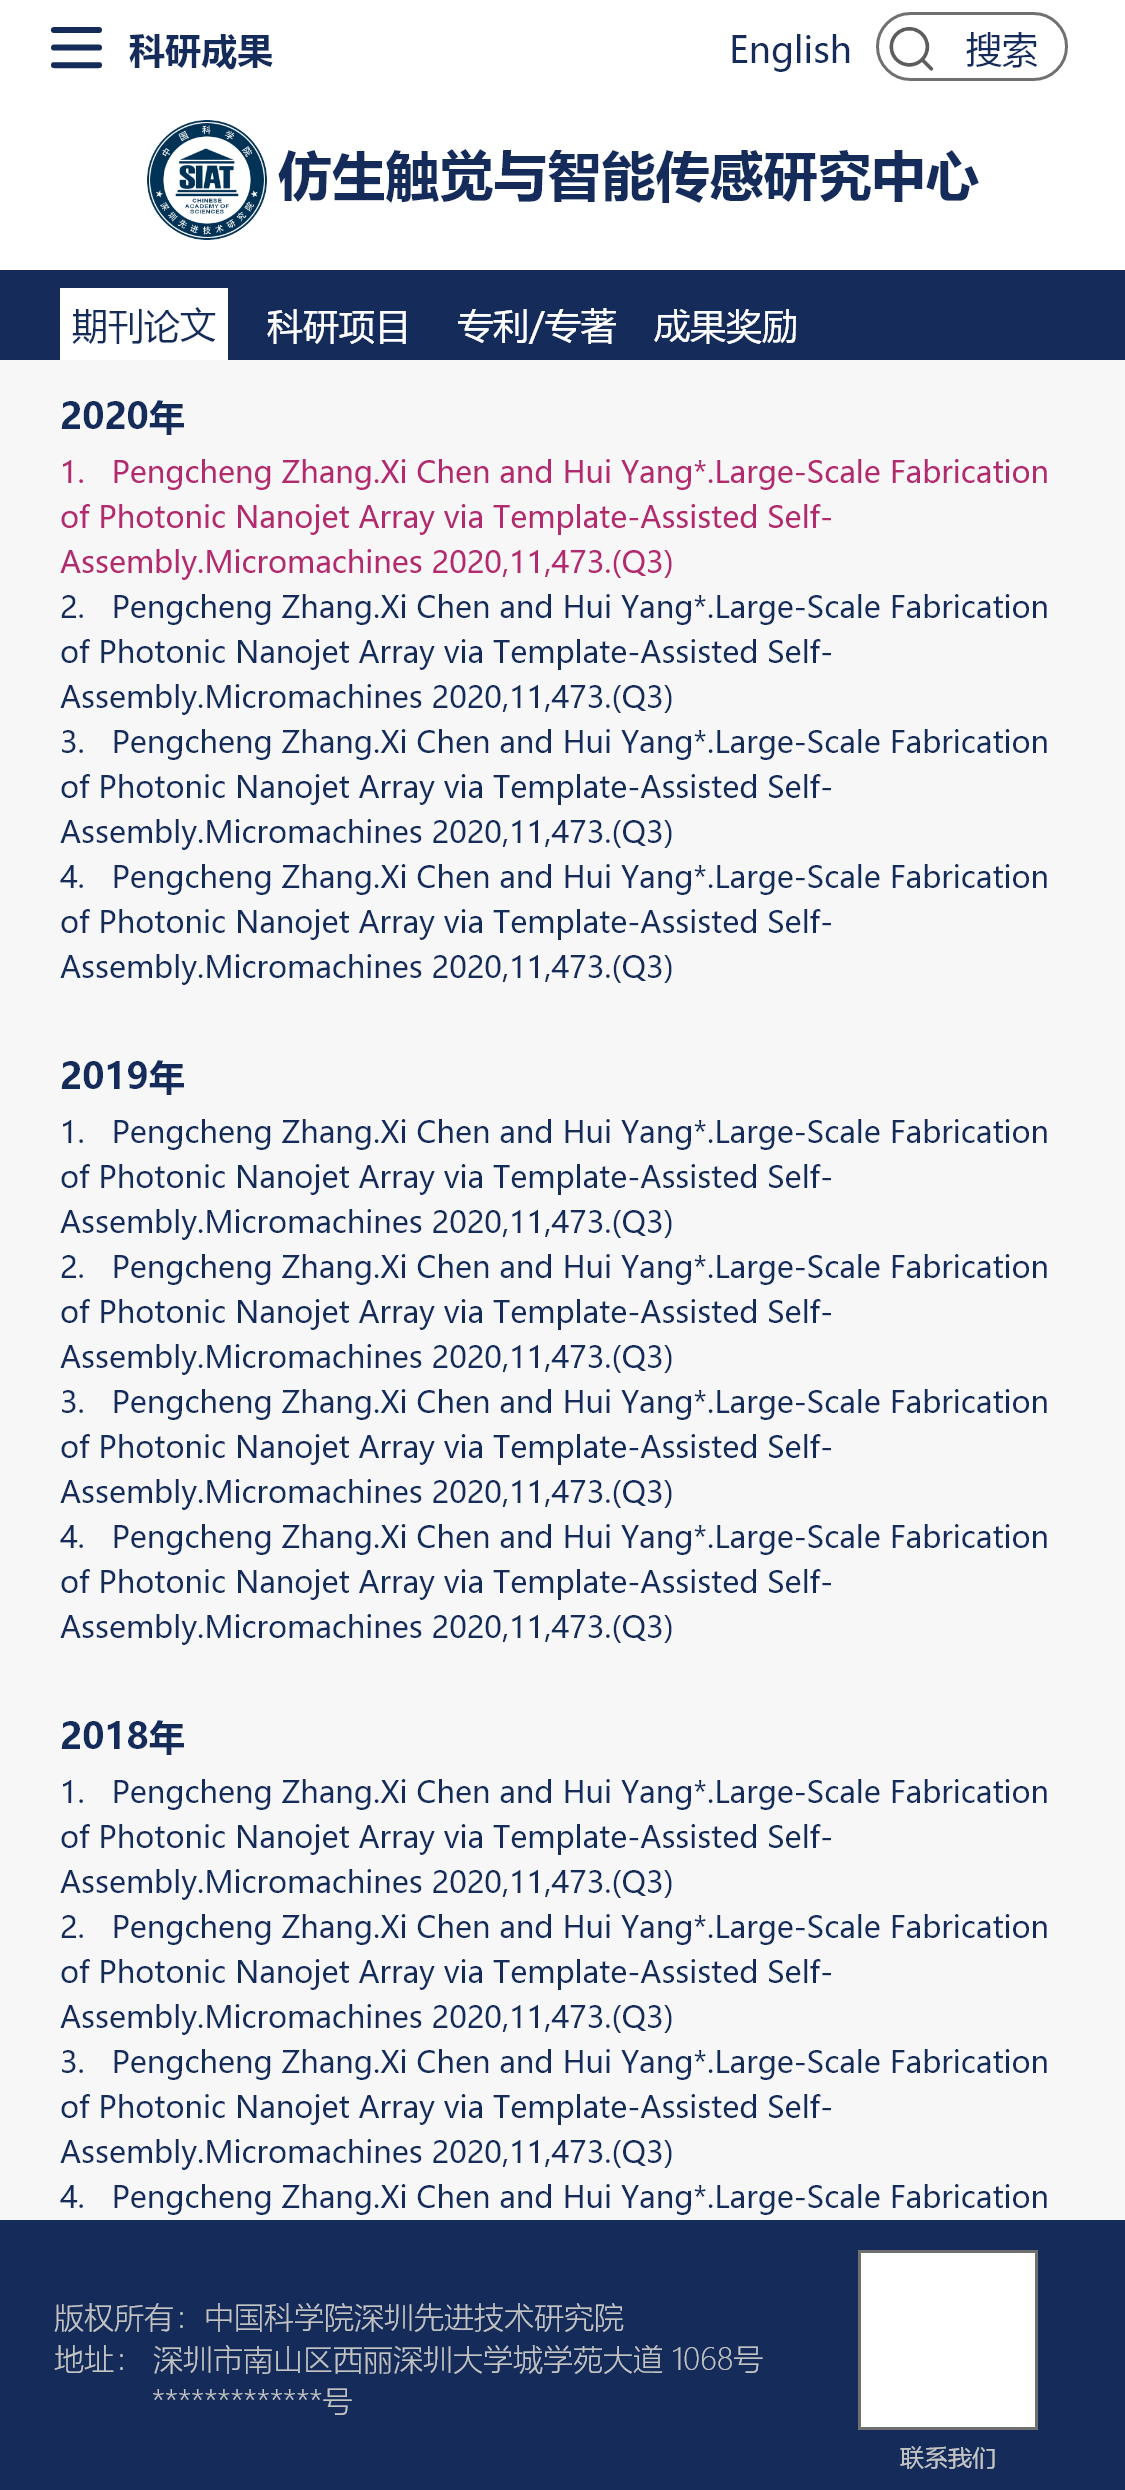 科研成果
English
搜索
中国科学院
SIAT
CHINESE
ACADEMY OF
SCIENCES
深圳先进技术研究院
仿生触觉与智能传感研究中心
期刊论文 科研项目 专利/专著 成果奖励
2020年
1. Pengcheng Zhang.Xi Chen and Hui Yang*.Large-Scale Fabrication
of Photonic Nanojet Array via Template-Assisted Self-
Assembly.Micromachines 2020,11,473.(Q3)
2. Pengcheng Zhang.Xi Chen and Hui Yang*.Large-Scale Fabrication
of Photonic Nanojet Array via Template-Assisted Self-
Assembly.Micromachines 2020,11,473.(Q3)
3. Pengcheng Zhang.Xi Chen and Hui Yang*.Large-Scale Fabrication
of Photonic Nanojet Array via Template-Assisted Self-
Assembly.Micromachines 2020,11,473.(Q3)
4. Pengcheng Zhang.Xi Chen and Hui Yang*.Large-Scale Fabrication
of Photonic Nanojet Array via Template-Assisted Self-
Assembly.Micromachines 2020,11,473.(Q3)
2019年
1. Pengcheng Zhang.Xi Chen and Hui Yang*.Large-Scale Fabrication
of Photonic Nanojet Array via Template-Assisted Self-
Assembly.Micromachines 2020,11,473.(Q3)
2. Pengcheng Zhang.Xi Chen and Hui Yang*.Large-Scale Fabrication
of Photonic Nanojet Array via Template-Assisted Self-
Assembly.Micromachines 2020,11,473.(Q3)
3. Pengcheng Zhang.Xi Chen and Hui Yang*.Large-Scale Fabrication
of Photonic Nanojet Array via Template-Assisted Self-
Assembly.Micromachines 2020,11,473.(Q3)
4. Pengcheng Zhang.Xi Chen and Hui Yang*.Large-Scale Fabrication
of Photonic Nanojet Array via Template-Assisted Self-
Assembly.Micromachines 2020,11,473.(Q3)
2018年
1. Pengcheng Zhang.Xi Chen and Hui Yang*.Large-Scale Fabrication
of Photonic Nanojet Array via Template-Assisted Self-
Assembly.Micromachines 2020,11,473.(Q3)
2. Pengcheng Zhang.Xi Chen and Hui Yang*.Large-Scale Fabrication
of Photonic Nanojet Array via Template-Assisted Self-
Assembly.Micromachines 2020,11,473.(Q3)
3. Pengcheng Zhang.Xi Chen and Hui Yang*.Large-Scale Fabrication
of Photonic Nanojet Array via Template-Assisted Self-
Assembly.Micromachines 2020,11,473.(Q3)
4. Pengcheng Zhang.Xi Chen and Hui Yang*.Large-Scale Fabrication
版权所有：中国科学院深圳先进技术研究院
地址： 深圳市南山区西丽深圳大学城学苑大道 1068号
*************号
联系我们